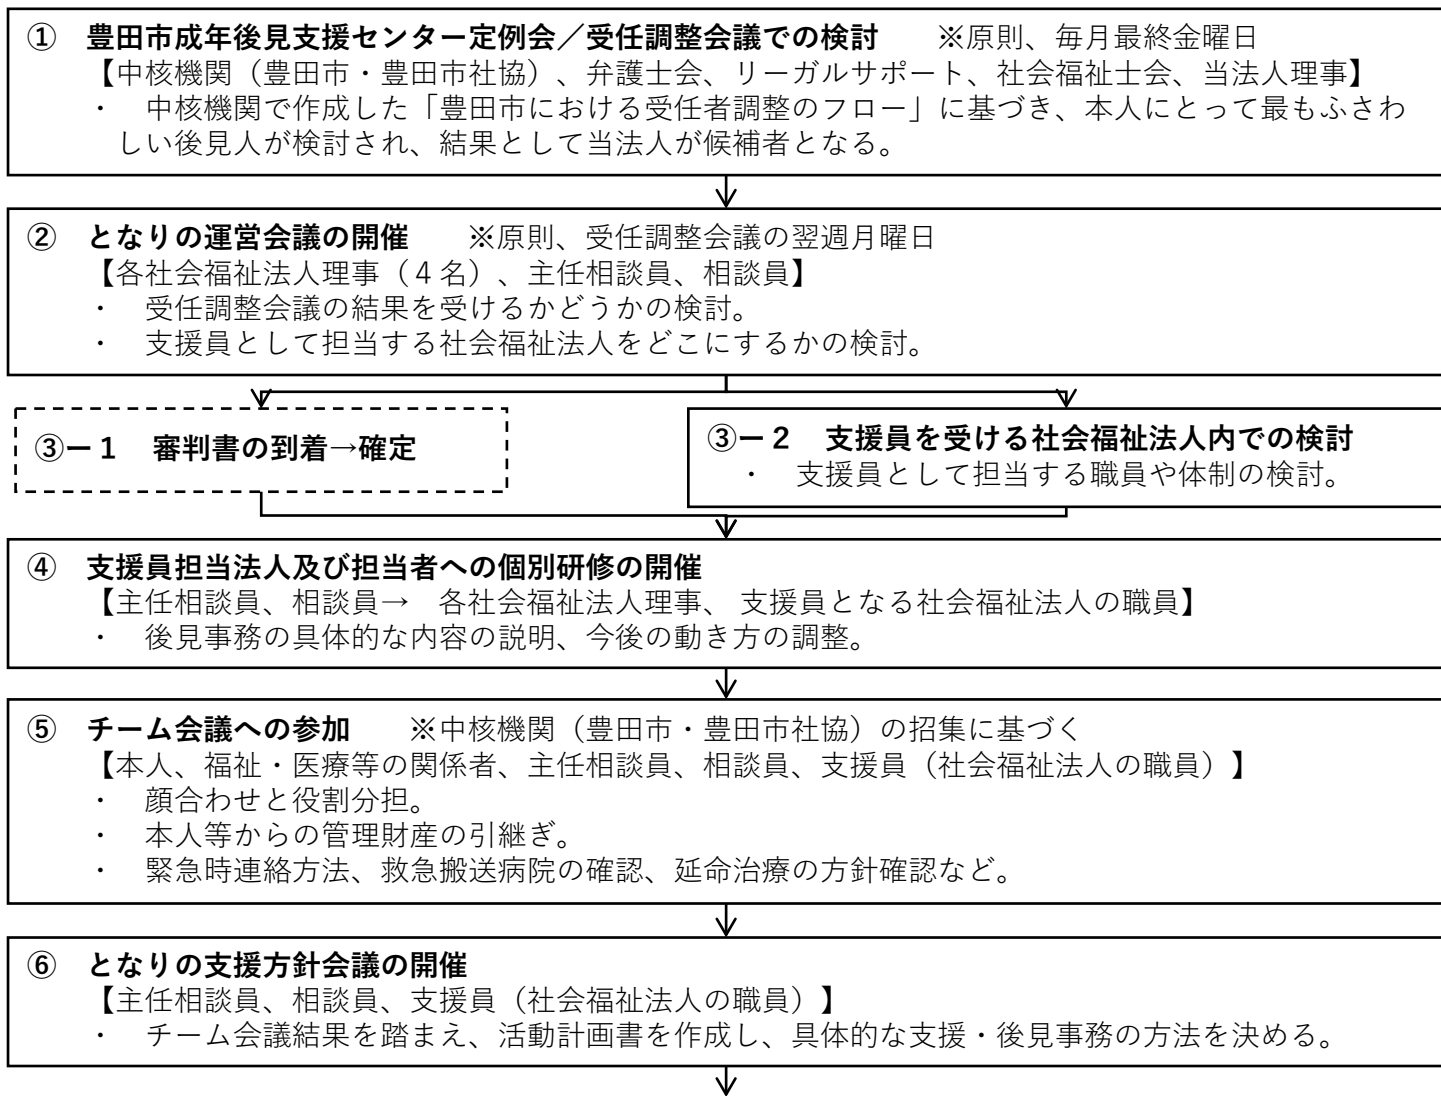 ① 豊田市成年後見支援センター定例会／受任調整会議での検討 ※原則、毎月最終金曜日
【中核機関（豊田市・豊田市社協）、弁護士会、リーガルサポート、社会福祉士会、当法人理事】
・ 中核機関で作成した「豊田市における受任者調整のフロー」に基づき、本人にとって最もふさわ
しい後見人が検討され、結果として当法人が候補者となる。
② となりの運営会議の開催 ※原則、受任調整会議の翌週月曜日
【各社会福祉法人理事（４名）、主任相談員、相談員】
・ 受任調整会議の結果を受けるかどうかの検討。
・ 支援員として担当する社会福祉法人をどこにするかの検討。
③ー１ 審判書の到着→確定
③ー２ 支援員を受ける社会福祉法人内での検討
・ 支援員として担当する職員や体制の検討。
④ 支援員担当法人及び担当者への個別研修の開催
【主任相談員、相談員→ 各社会福祉法人理事、支援員となる社会福祉法人の職員】
・ 後見事務の具体的な内容の説明、今後の動き方の調整。
⑤ チーム会議への参加 ※中核機関（豊田市・豊田市社協）の招集に基づく
【本人、福祉・医療等の関係者、主任相談員、相談員、支援員（社会福祉法人の職員）】
・ 顔合わせと役割分担。
・ 本人等からの管理財産の引継ぎ。
・ 緊急時連絡方法、救急搬送病院の確認、延命治療の方針確認など。
⑥ となりの支援方針会議の開催
【主任相談員、相談員、支援員（社会福祉法人の職員）】
・ チーム会議結果を踏まえ、活動計画書を作成し、具体的な支援・後見事務の方法を決める。